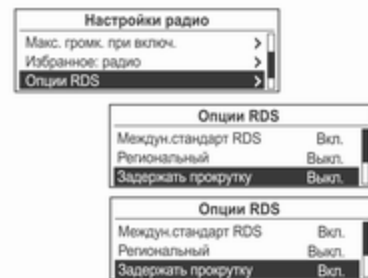 Настройки радио
Макс. громк. при включ. >
Избранное: радио >
Опции RDS >
Опции RDS
Междун.стандарт RDS Вкл.
Региональный Выкл.
Задержать прокрутку Выкл.
Опции RDS
Междун.стандарт RDS Вкл.
Региональный Выкл.
Задержать прокрутку Вкл.